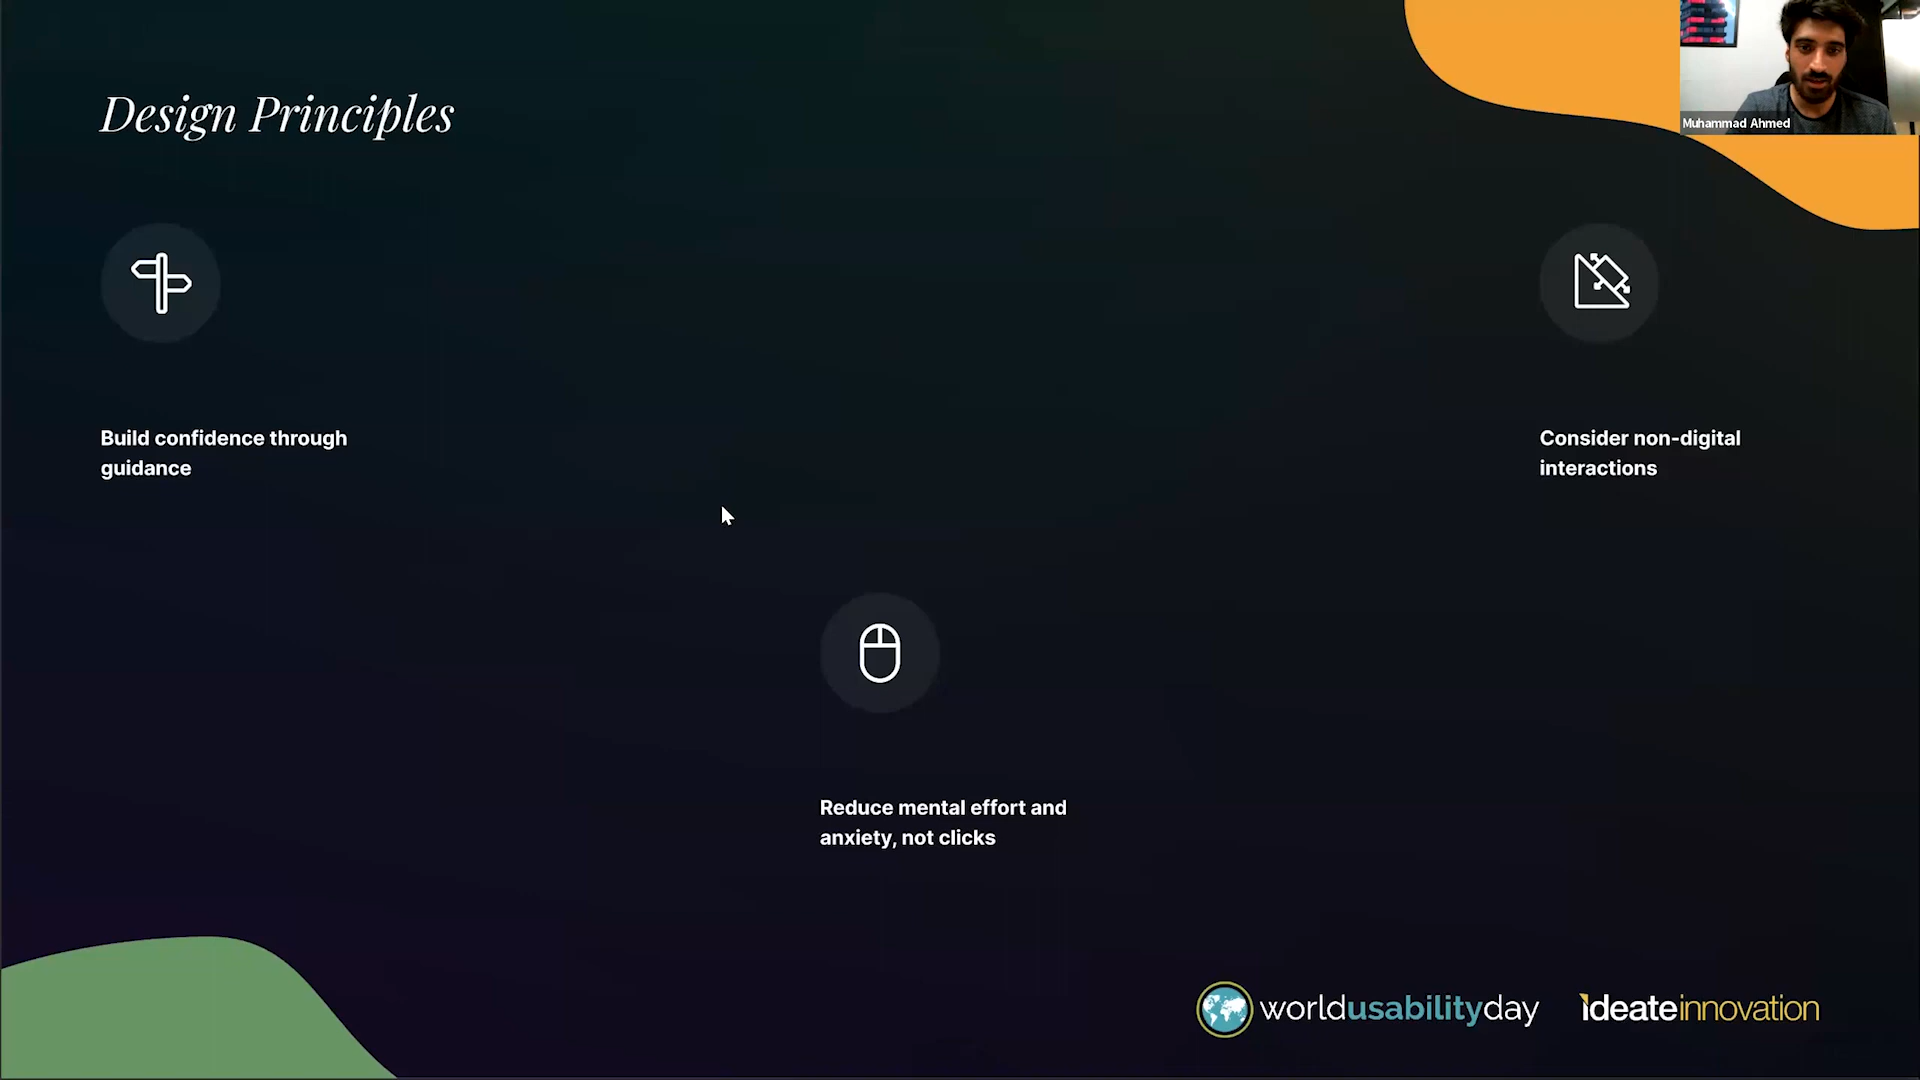 Design Principles
Muhammad Ahmed
Build confidence through
guidance
Consider non-digital
interactions
Reduce mental effort and
anxiety, not clicks
worldusabilityday
ideateinnovation